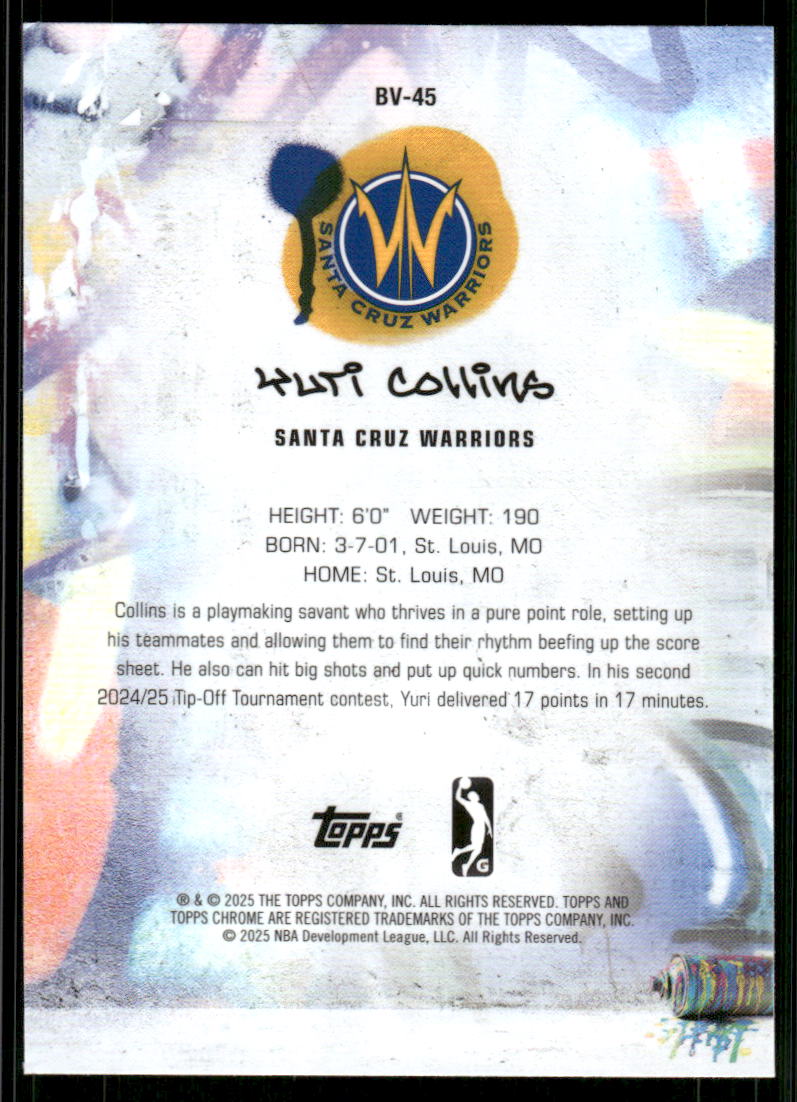 BV-45
SANTA CRUZ WARRIORS
Yuri Collins
SANTA CRUZ WARRIORS
HEIGHT: 6'0" WEIGHT: 190
BORN: 3-7-01, St. Louis, MO
HOME: St. Louis, MO
Collins is a playmaking savant who thrives in a pure point role, setting up
his teammates and allowing them to find their rhythm beefing up the score
sheet. He also can hit big shots and put up quick numbers. In his second
2024/25 Tip-Off Tournament contest, Yuri delivered 17 points in 17 minutes.
topps®
G
® & © 2025 THE TOPPS COMPANY, INC. ALL RIGHTS RESERVED. TOPPS AND
TOPPS CHROME ARE REGISTERED TRADEMARKS OF THE TOPPS COMPANY, INC.
© 2025 NBA Development League, LLC. All Rights Reserved.